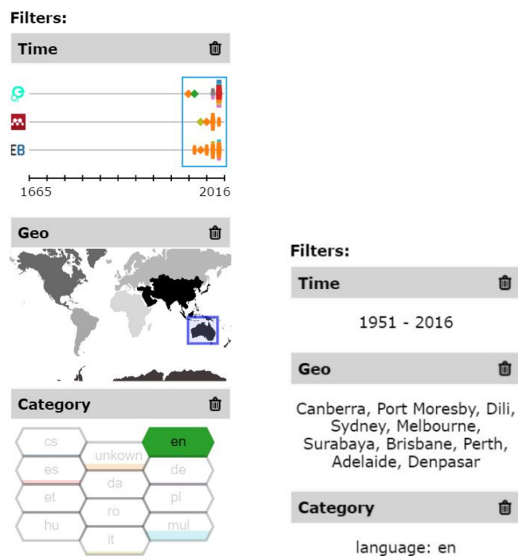 Filters:
Time
EB
1665
2016
Geo
Category
cs
unkown
en
es
da
de
et
ro
pl
hu
it
mul
Filters:
Time
1951 - 2016
Geo
Canberra, Port Moresby, Dili,
Sydney, Melbourne,
Surabaya, Brisbane, Perth,
Adelaide, Denpasar
Category
language: en